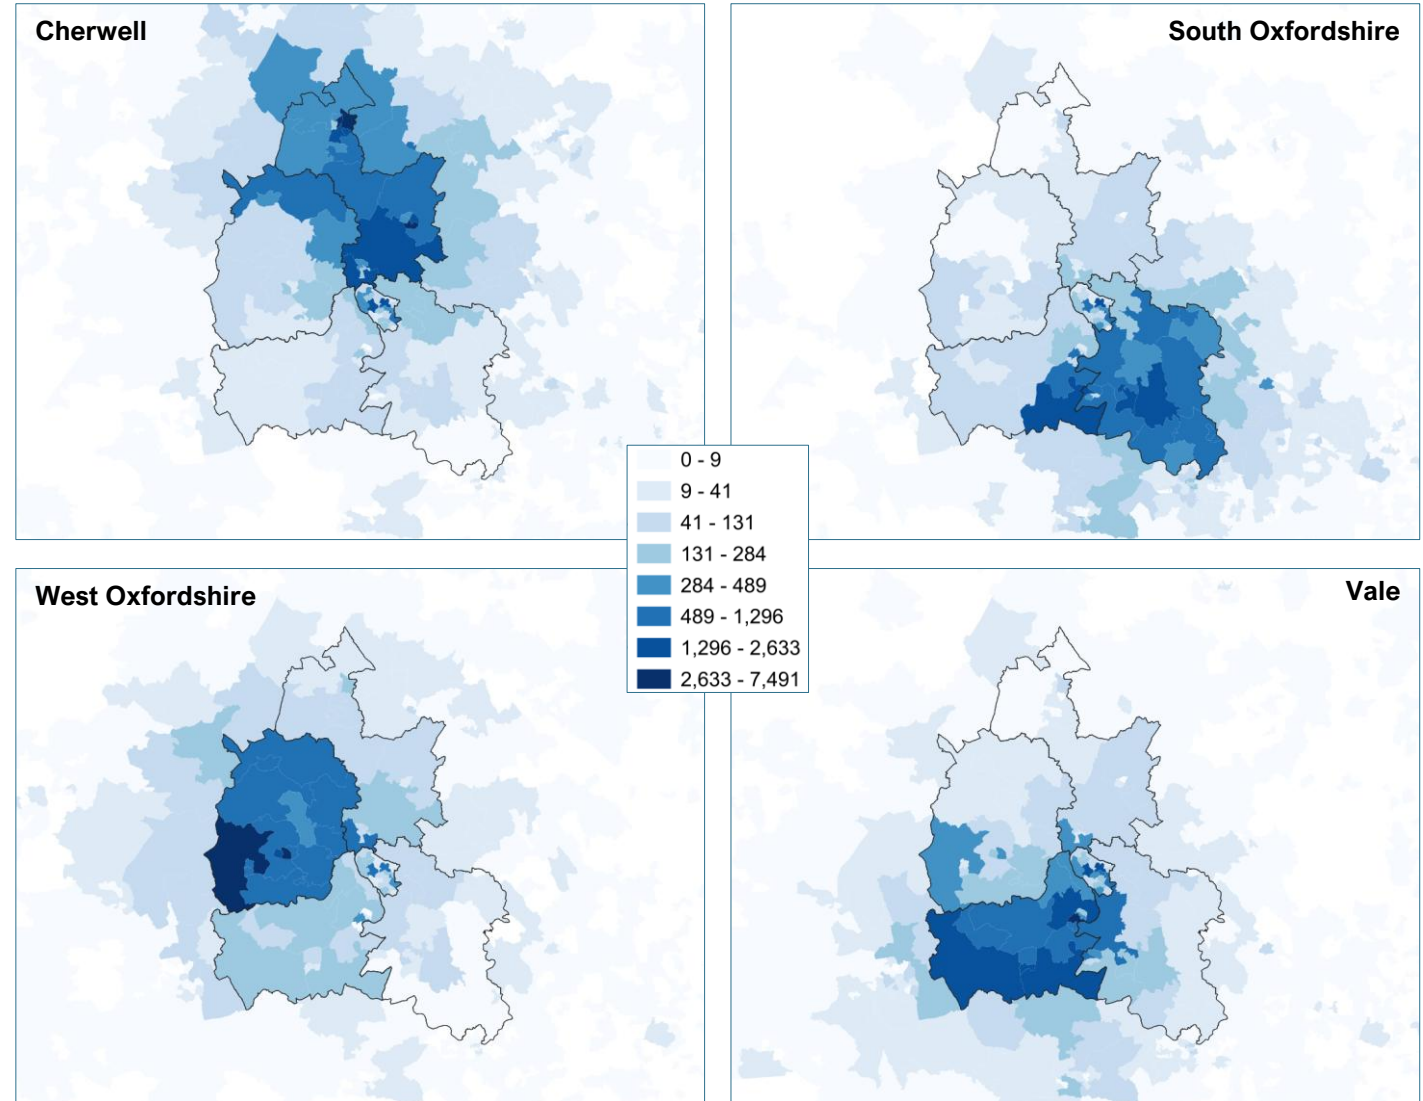 Cherwell
South Oxfordshire
0 - 9
9 - 41
41 - 131
131 - 284
284 - 489
489 - 1,296
1,296 - 2,633
2,633 - 7,491
West Oxfordshire
Vale